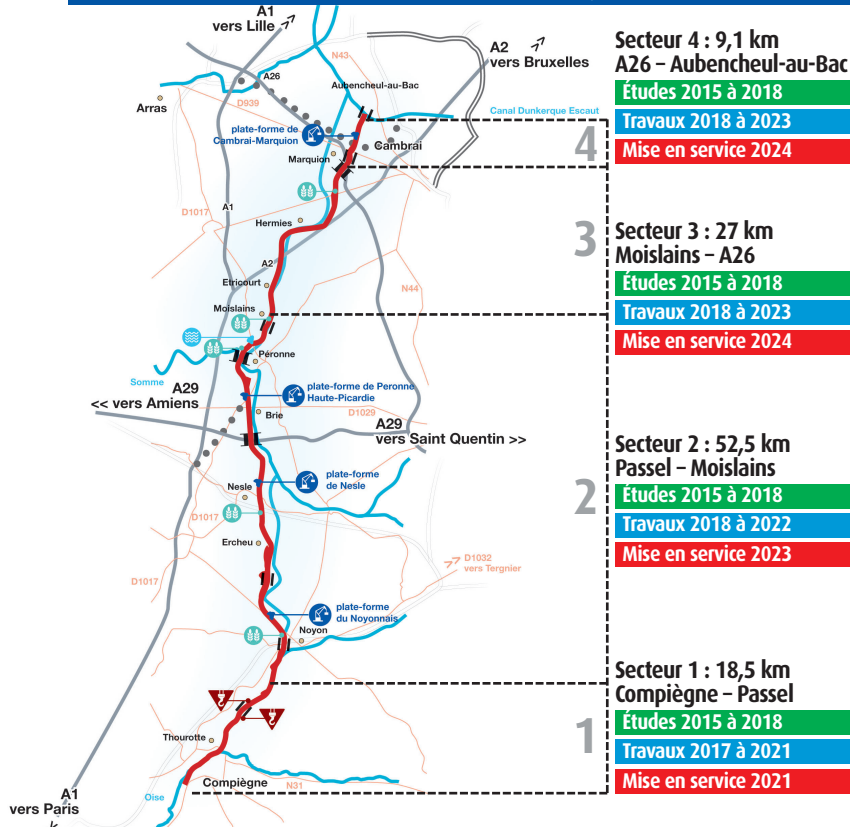 A1
vers Lille
A2
vers Bruxelles
N43
A26
Aubencheul-au-Bac
Arras
D939
Canal Dunkerque Escaut
plate-forme de
Cambrai-Marquion
Cambrai
Marquion
4
D1017
A1
Hermies
3
A2
Etricourt
N44
Moislains
Péronne
Somme
A29
<< vers Amiens
plate-forme de Peronne
Haute-Picardie
Brie
D1029
A29
vers Saint Quentin >>
plate-forme
de Nesle
Nesle
2
D1017
Ercheu
D1032
vers Tergnier
D1017
plate-forme
du Noyonnais
Noyon
Thourotte
1
Compiègne
N31
Oise
A1
vers Paris
Secteur 4 : 9,1 km
A26 – Aubencheul-au-Bac
Études 2015 à 2018
Travaux 2018 à 2023
Mise en service 2024
Secteur 3 : 27 km
Moislains – A26
Études 2015 à 2018
Travaux 2018 à 2023
Mise en service 2024
Secteur 2 : 52,5 km
Passel – Moislains
Études 2015 à 2018
Travaux 2018 à 2022
Mise en service 2023
Secteur 1 : 18,5 km
Compiègne – Passel
Études 2015 à 2018
Travaux 2017 à 2021
Mise en service 2021